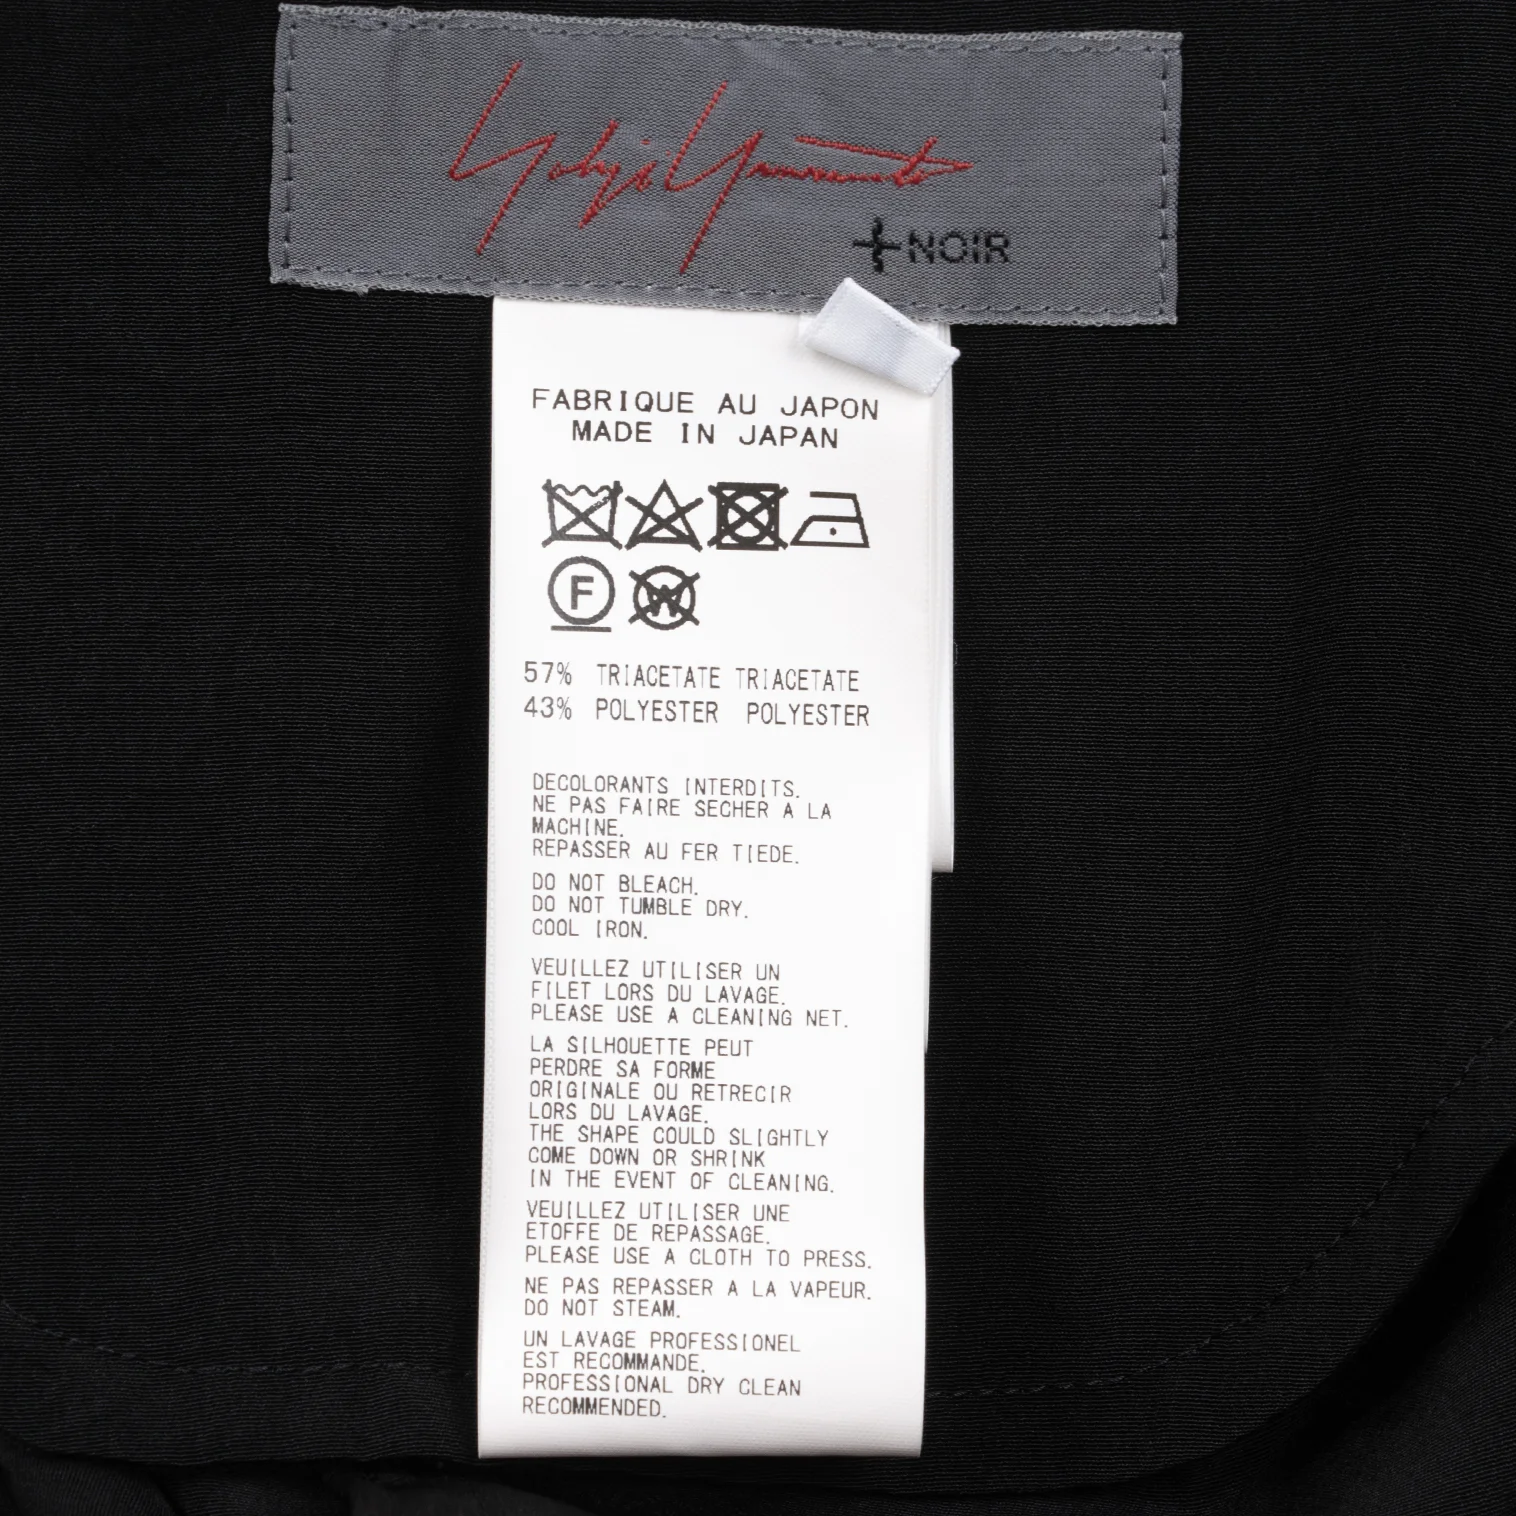 Yohji Yamamoto
+NOIR
FABRIQUE AU JAPON
MADE IN JAPAN
F
W
57% TRIACETATE TRIACETATE
43% POLYESTER POLYESTER
DECOLORANTS INTERDITS.
NE PAS FAIRE SECHER A LA
MACHINE.
REPASSER AU FER TIEDE.
DO NOT BLEACH.
DO NOT TUMBLE DRY.
COOL IRON.
VEUILLEZ UTILISER UN
FILET LORS DU LAVAGE.
PLEASE USE A CLEANING NET.
LA SILHOUETTE PEUT
PERDRE SA FORME
ORIGINALE OU RETRECIR
LORS DU LAVAGE.
THE SHAPE COULD SLIGHTLY
COME DOWN OR SHRINK
IN THE EVENT OF CLEANING.
VEUILLEZ UTILISER UNE
ETOFFE DE REPASSAGE.
PLEASE USE A CLOTH TO PRESS.
NE PAS REPASSER A LA VAPEUR.
DO NOT STEAM.
UN LAVAGE PROFESSIONEL
EST RECOMMANDE.
PROFESSIONAL DRY CLEAN
RECOMMENDED.